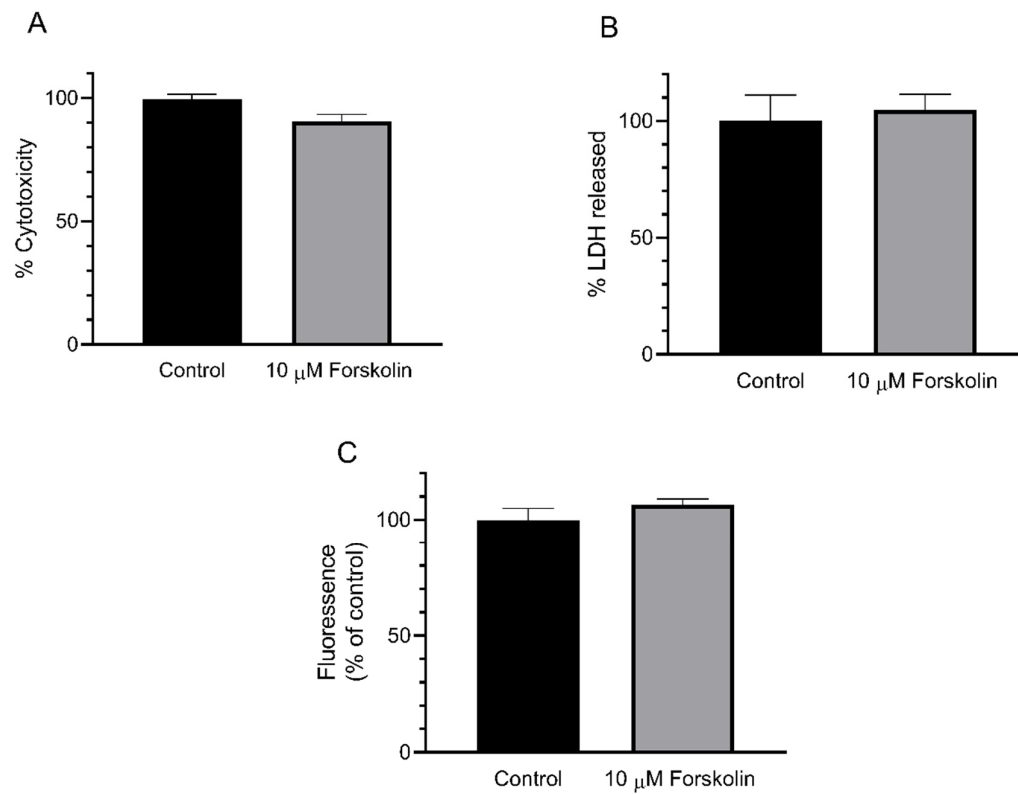 A
% Cytotoxicity
100
50
0
Control
10 μM Forskolin
B
% LDH released
100
50
0
Control
10 μM Forskolin
C
Fluoressence
(% of control)
100
50
0
Control
10 μM Forskolin